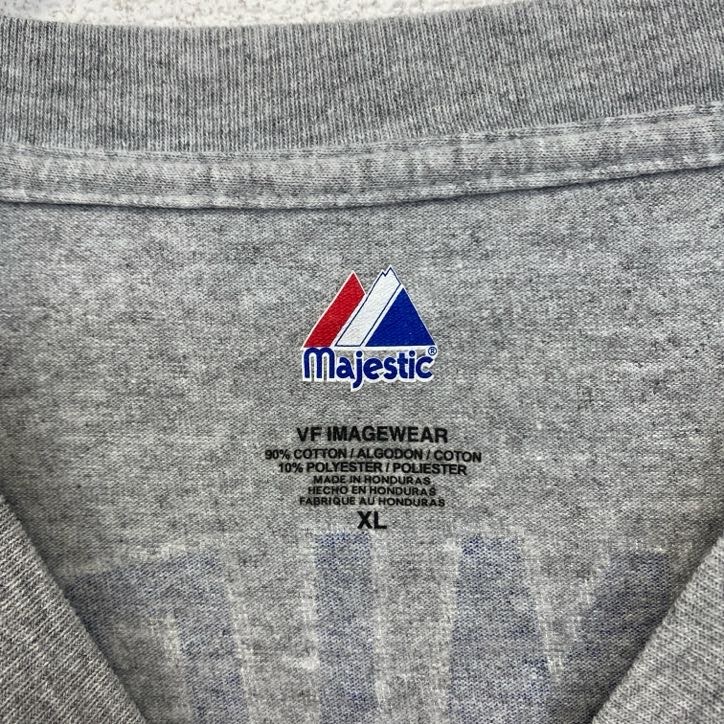 Majestic®
VF IMAGEWEAR
90% COTTON / ALGODON / COTON
10% POLYESTER / POLIESTER
MADE IN HONDURAS
HECHO EN HONDURAS
FABRIQUE AU HONDURAS
XL